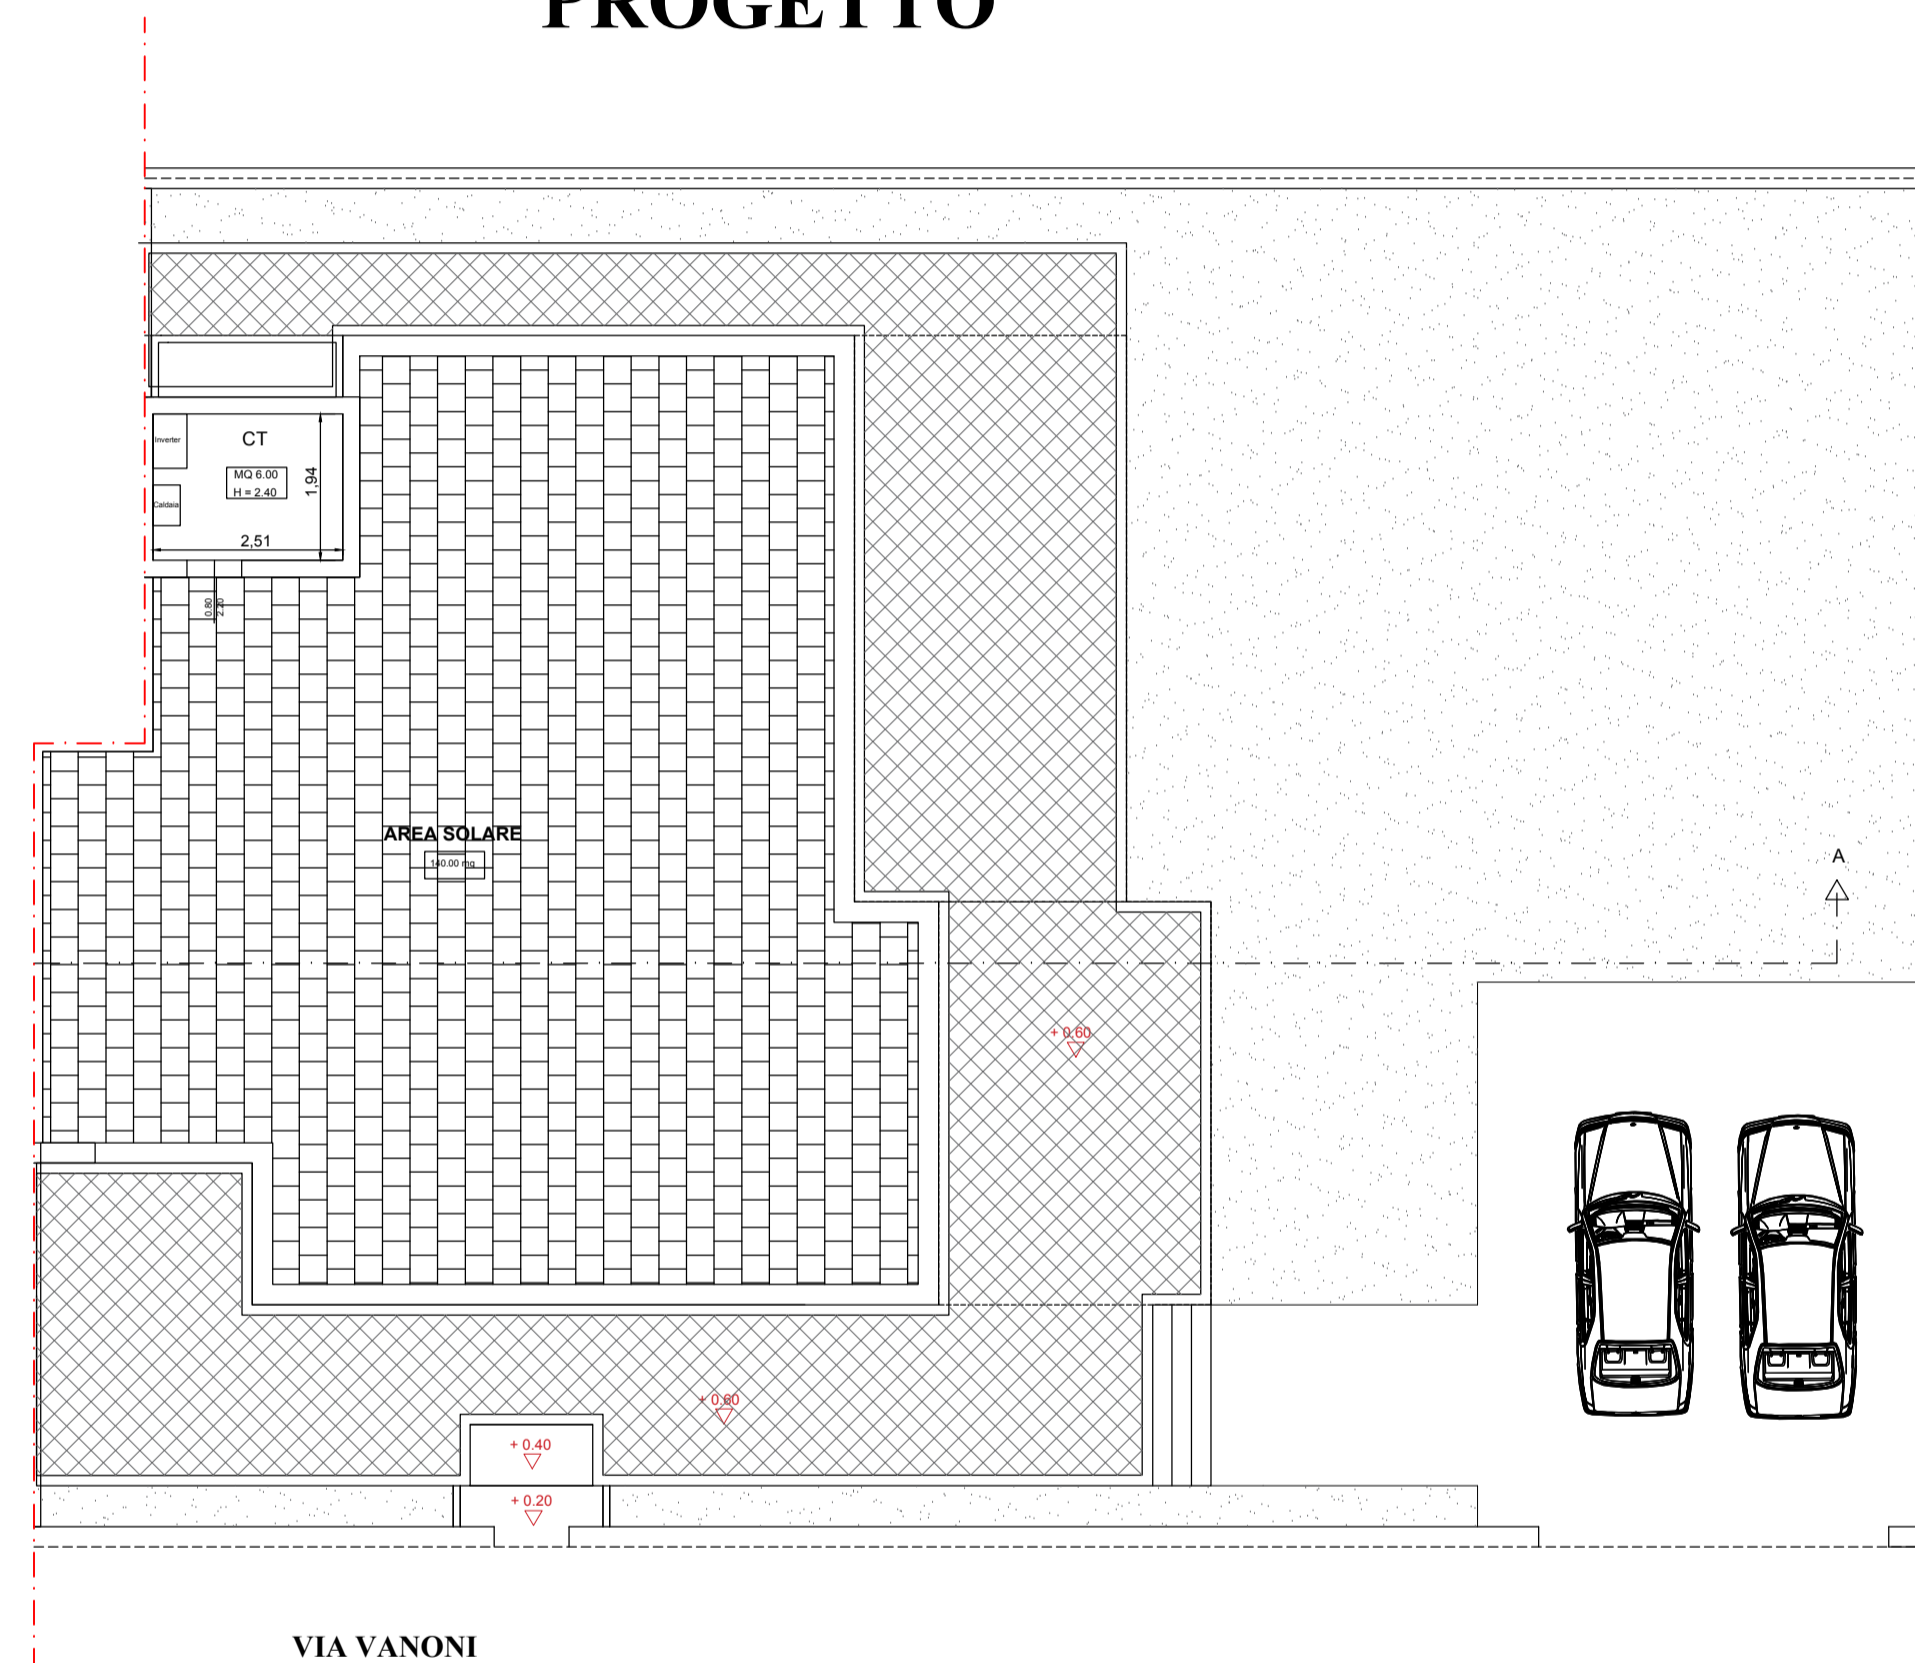 PROGETTO
Inverter
CT
MQ 6.00
H = 2.40
1,94
Caldaia
2,51
0.80
2.20
AREA SOLARE
140.00 mq
A
+ 0.60
+ 0.60
+ 0.40
+ 0.20
VIA VANONI